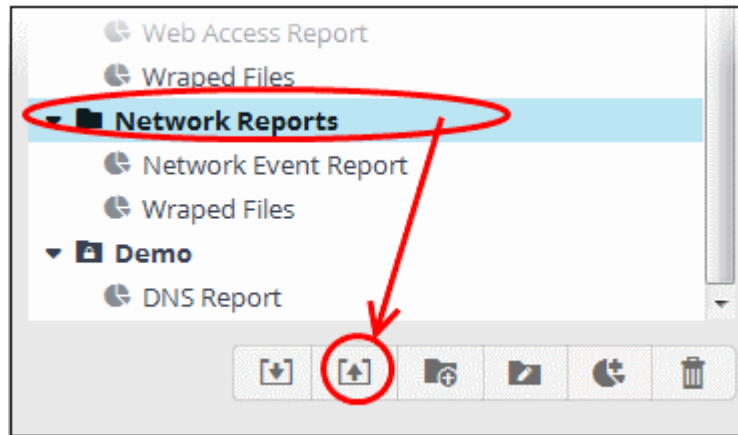 Web Access Report
Wraped Files
Network Reports
Network Event Report
Wraped Files
Demo
DNS Report